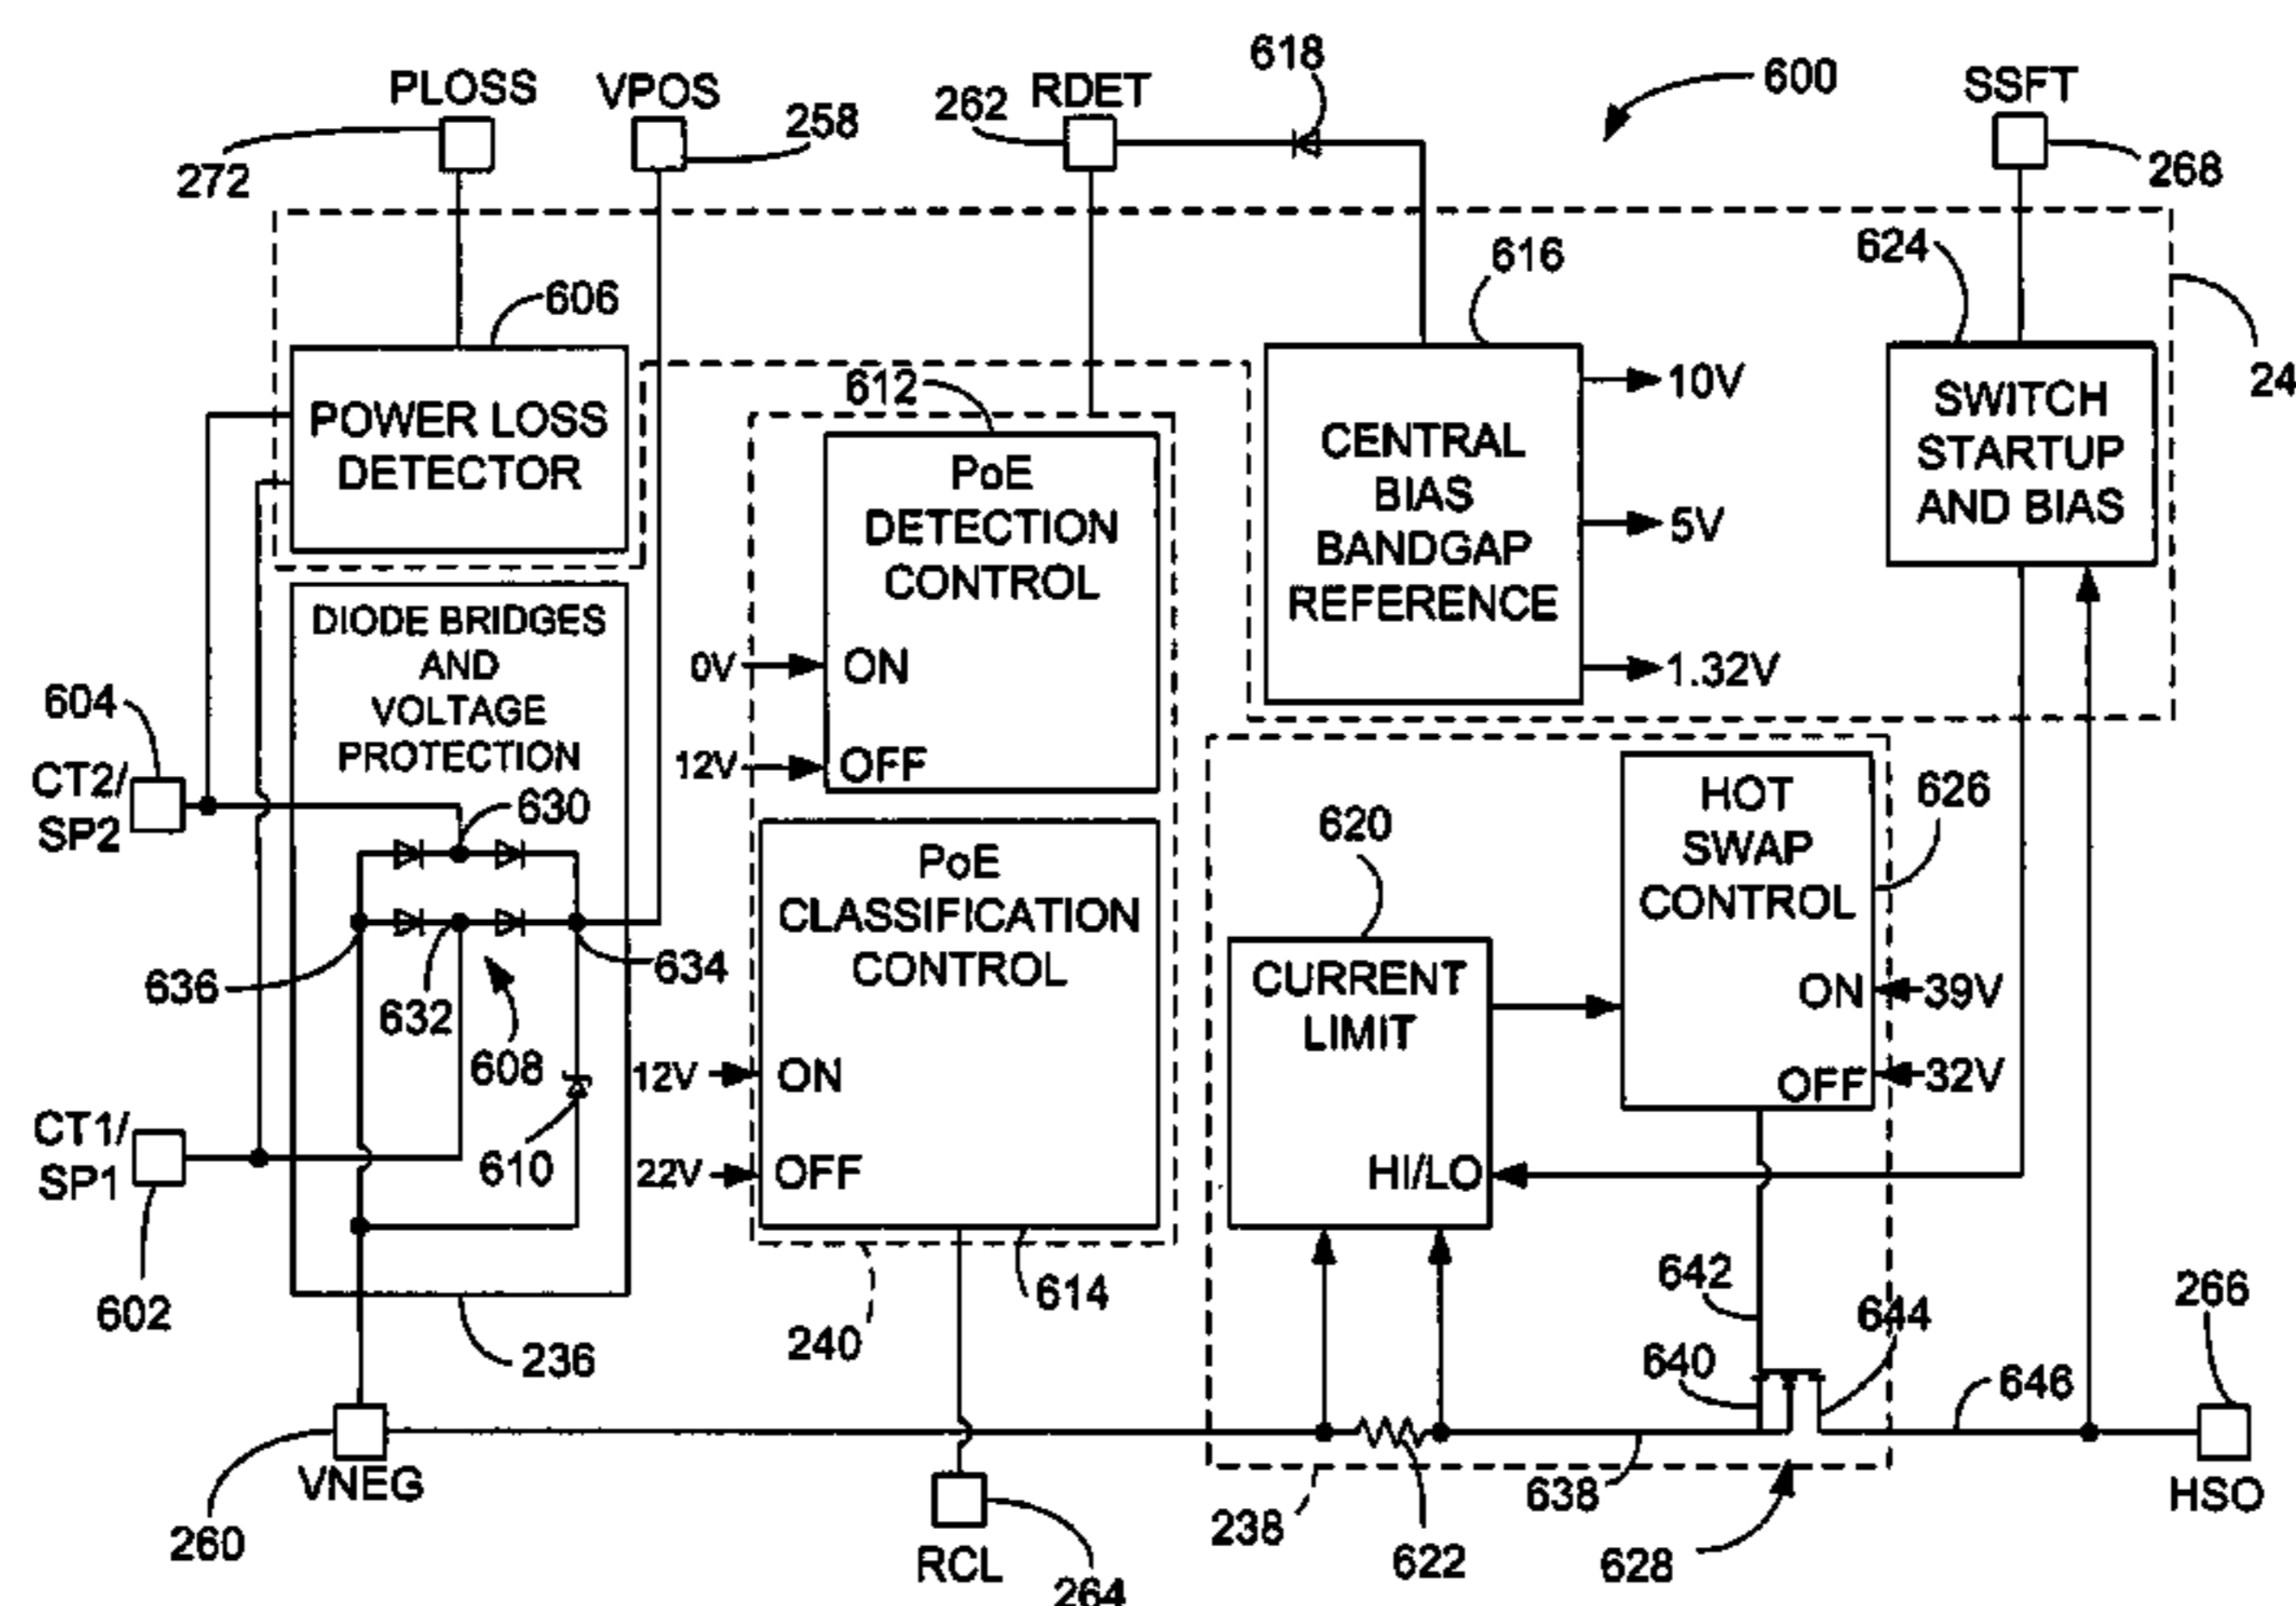 618
600
PLOSS
VPOS
262
RDET
SSFT
258
272
268
624
616
606
24
612
10V
POWER LOSS
DETECTOR
PoE
DETECTION
CONTROL
CENTRAL
BIAS
BANDGAP
REFERENCE
SWITCH
STARTUP
AND BIAS
5V
DIODE BRIDGES
AND
VOLTAGE
PROTECTION
0V
ON
1.32V
604
12V
OFF
CT2/
SP2
630
620
HOT
SWAP
CONTROL
626
PoE
CLASSIFICATION
CONTROL
636
632
634
CURRENT
LIMIT
ON
39V
608
12V
ON
OFF
32V
CT1/
SP1
610
22V
OFF
HI/LO
602
614
642
266
644
236
240
640
646
VNEG
638
HSO
260
RCL
264
238
622
628